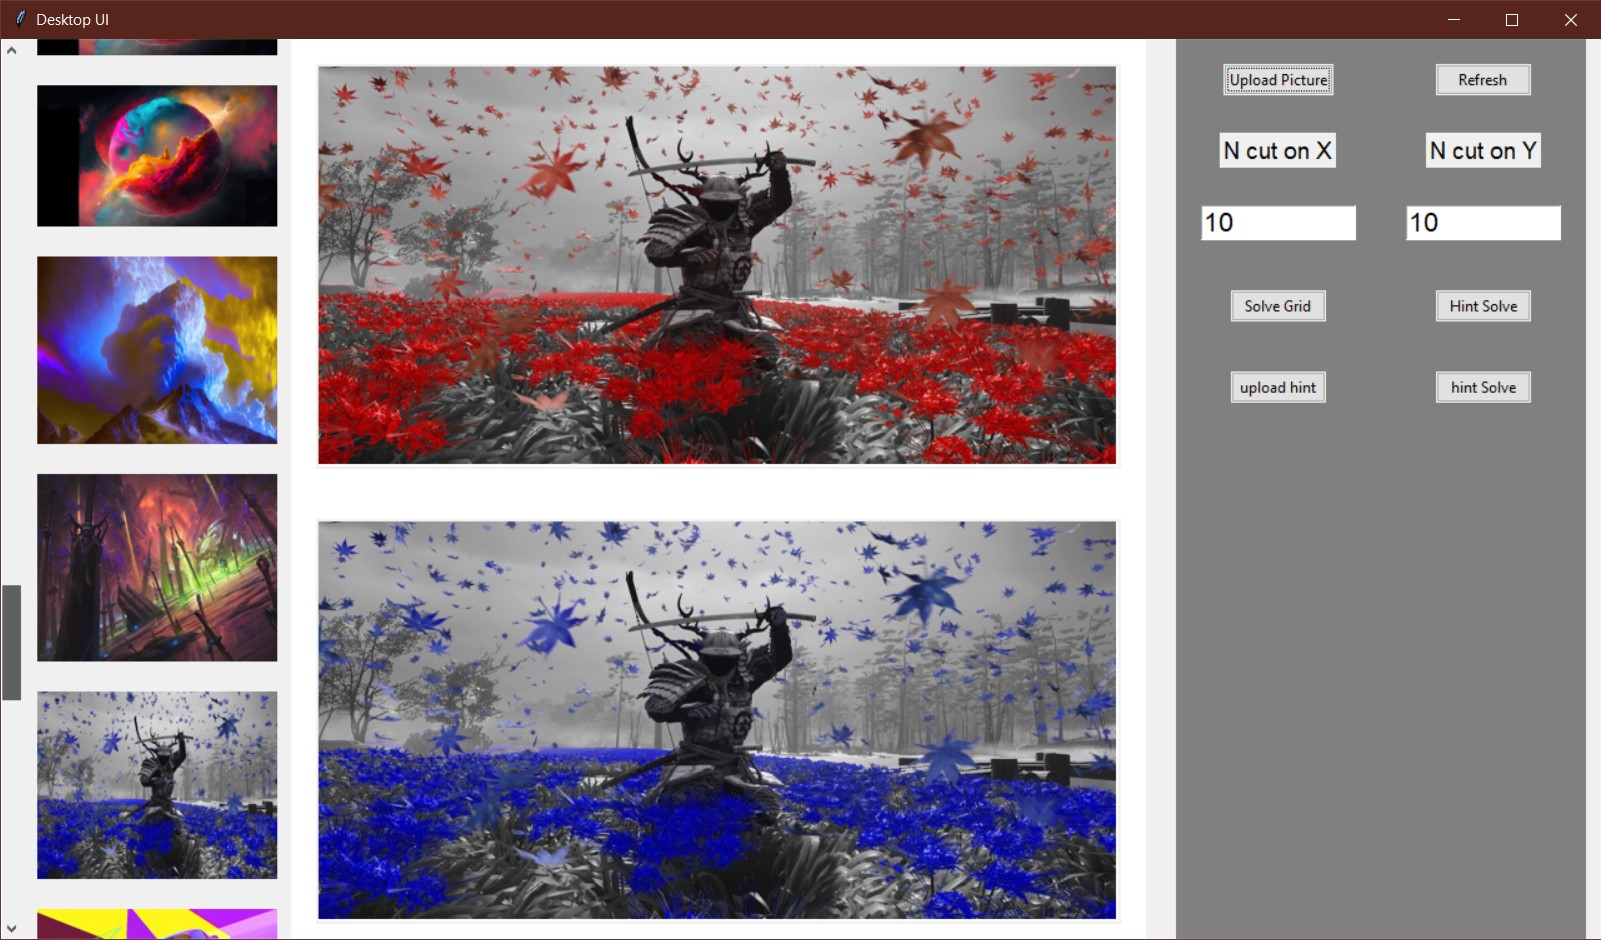 Desktop UI
Upload Picture
Refresh
N cut on X
N cut on Y
10
10
Solve Grid
Hint Solve
upload hint
hint Solve